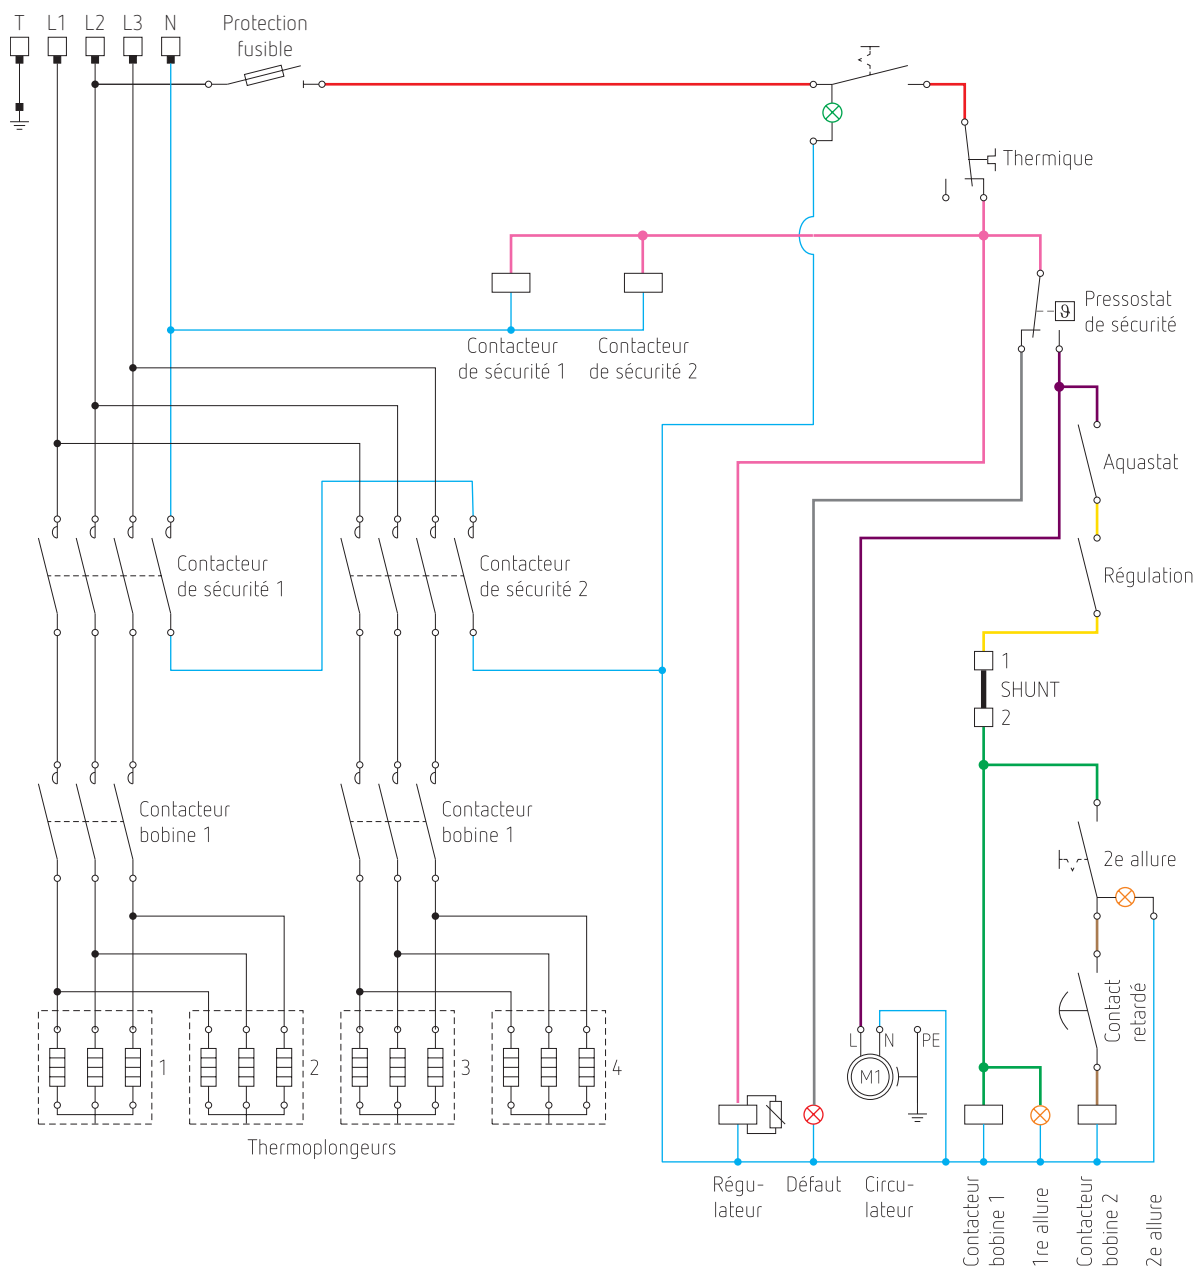 T L1 L2 L3 N
Protection
fusible
Thermique
Pressostat
de sécurité
ϑ
Contacteur
de sécurité 1
Contacteur
de sécurité 2
Aquastat
Contacteur
de sécurité 1
Contacteur
de sécurité 2
Régulation
1
SHUNT
2
Contacteur
bobine 1
Contacteur
bobine 1
2e allure
Contact
retardé
L N PE
M1
1 2 3 4
Thermoplongeurs
Régu-
lateur
Défaut
Circu-
lateur
Contacteur
bobine 1
1re allure
Contacteur
bobine 2
2e allure